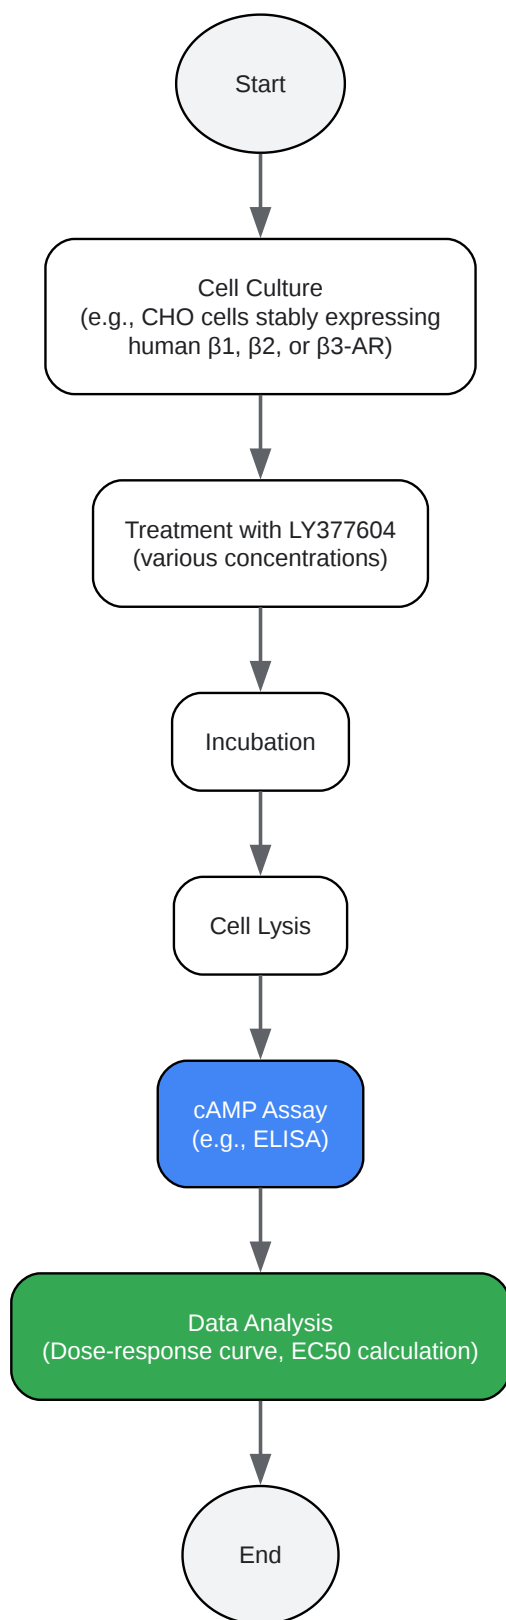 Start
Cell Culture
(e.g., CHO cells stably expressing
human β1, β2, or β3-AR)
Treatment with LY377604
(various concentrations)
Incubation
Cell Lysis
cAMP Assay
(e.g., ELISA)
Data Analysis
(Dose-response curve, EC50 calculation)
End